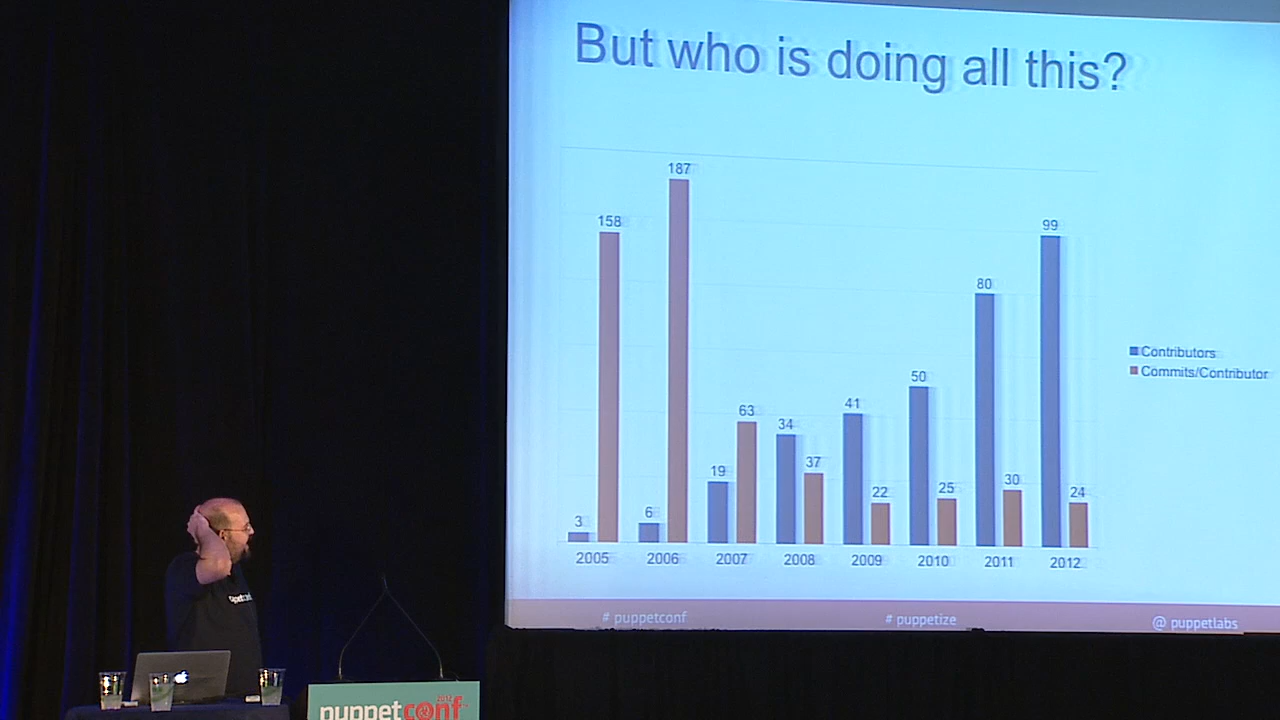 But who is doing all this?
187
158
99
80
50
41
34
63
37
19
22
25
30
24
3
6
2005 2006 2007 2008 2009 2010 2011 2012
Contributors
Commits/Contributor
# puppetconf # puppetize @ puppetlabs
2012
puppetconf